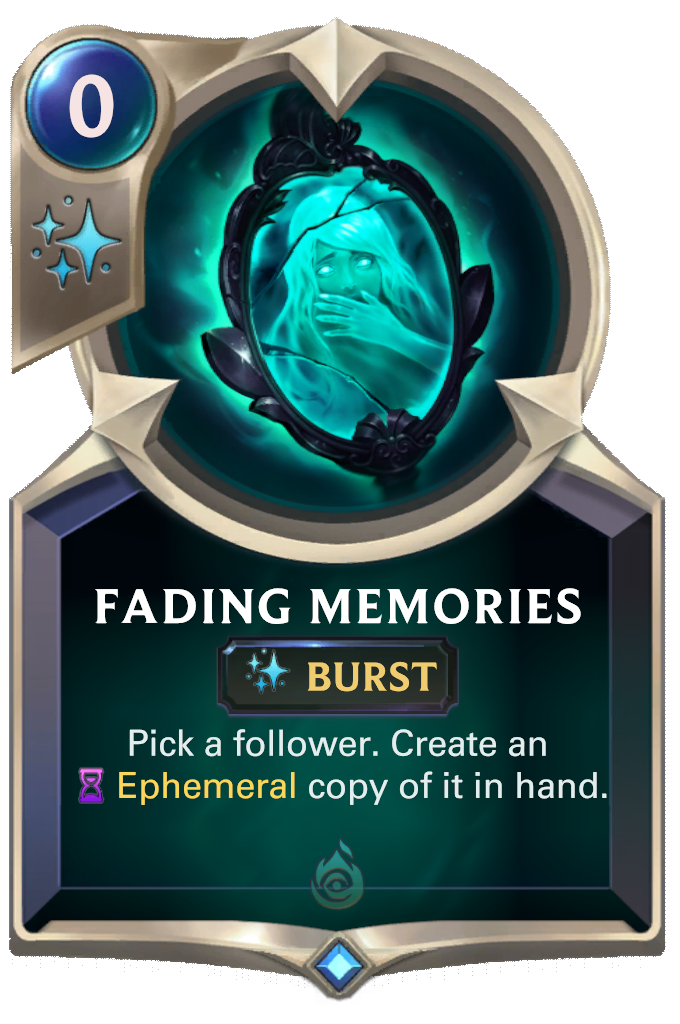 0
FADING MEMORIES
BURST
Pick a follower. Create an
Ephemeral copy of it in hand.